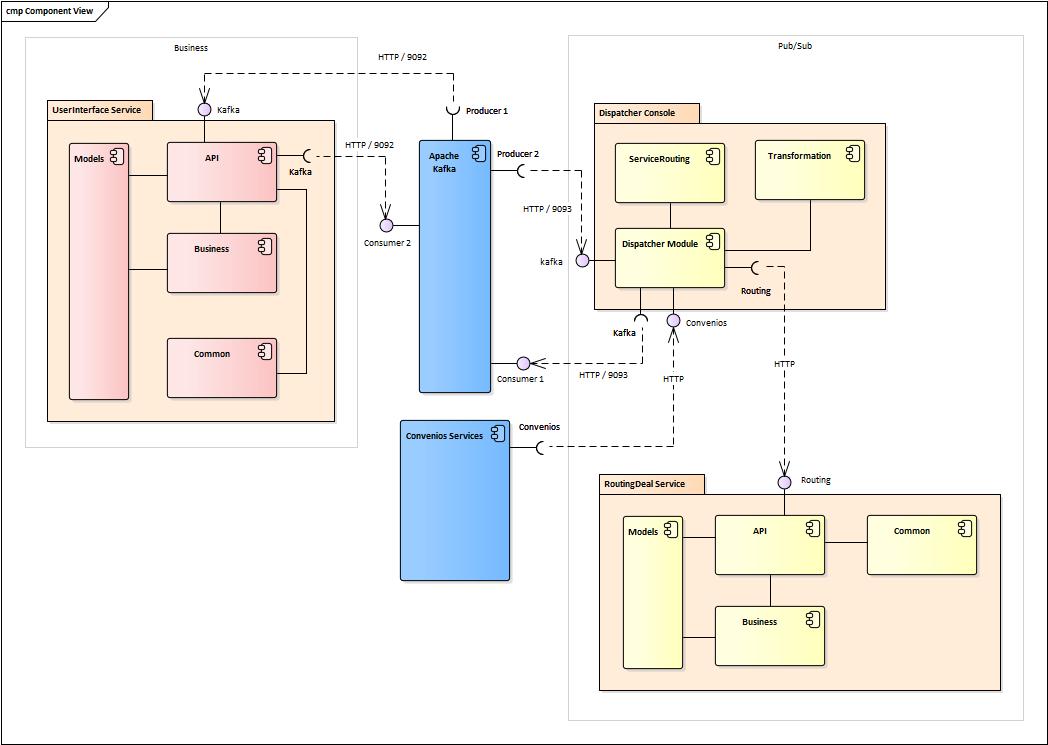 cmp Component View
Business
Pub/Sub
HTTP / 9092
UserInterface Service
Kafka
Producer 1
Dispatcher Console
Models
API
HTTP / 9092
Kafka
Apache
Kafka
Producer 2
ServiceRouting
Transformation
HTTP / 9093
Consumer 2
Business
Dispatcher Module
kafka
Routing
Kafka
Convenios
Common
Consumer 1
HTTP / 9093
HTTP
HTTP
Convenios Services
Convenios
RoutingDeal Service
Routing
Models
API
Common
Business